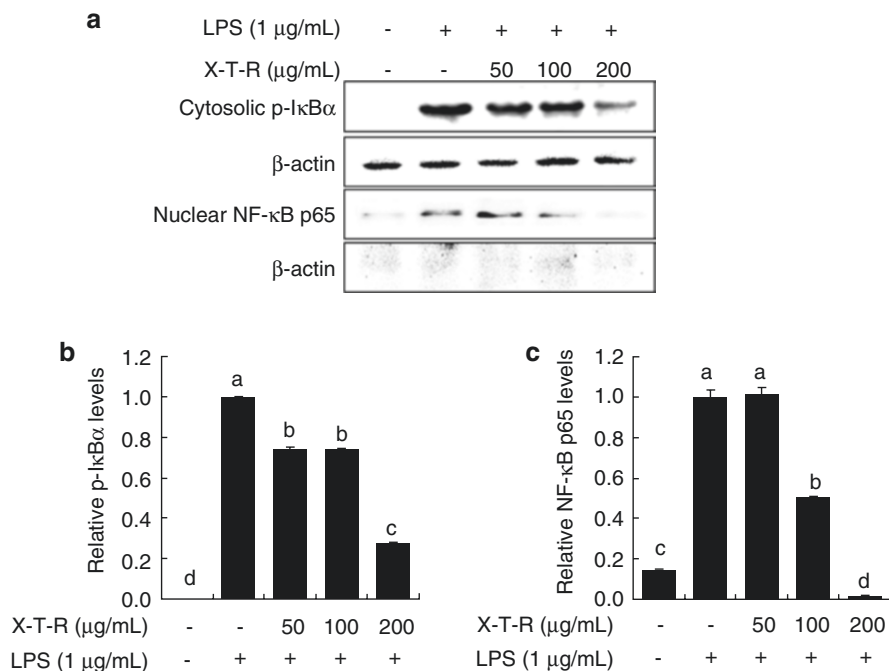 a
LPS (1 μg/mL) - + + + +
X-T-R (μg/mL) - - 50 100 200
Cytosolic p-IκBα
β-actin
Nuclear NF-κB p65
β-actin
b
Relative p-IκBα levels
1.2
1.0
0.8
0.6
0.4
0.2
0.0
d a b b c
X-T-R (μg/mL) - - 50 100 200
LPS (1 μg/mL) - + + + +
c
Relative NF-κB p65 levels
1.2
1.0
0.8
0.6
0.4
0.2
0.0
c a a b d
X-T-R (μg/mL) - - 50 100 200
LPS (1 μg/mL) - + + + +